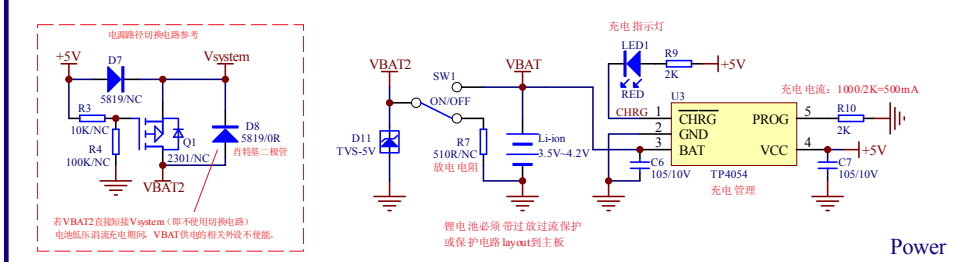 电源路径切换电路参考
+5V
D7
Vsystem
5819/NC
R3
10K/NC
R4
100K/NC
Q1
2301/NC
VBAT2
D8
5819/0R
肖特基二极管
若VBAT2直接短接Vsystem（即不使用切换电路）
电池低压涓流充电期间，VBAT供电的相关外设不使能。
VBAT2
D11
TVS-5V
SW1
ON/OFF
VBAT
R7
510R/NC
放电电阻
Li-ion
3.5V~4.2V
锂电池必须带过放过流保护
或保护电路layout到主板
充电指示灯
LED1
RED
R9
2K
+5V
U3
CHRG
1
2
3
CHRG
GND
BAT
PROG
VCC
5
4
TP4054
充电管理
C6
105/10V
充电电流：1000/2K=500mA
R10
2K
+5V
C7
105/10V
Power